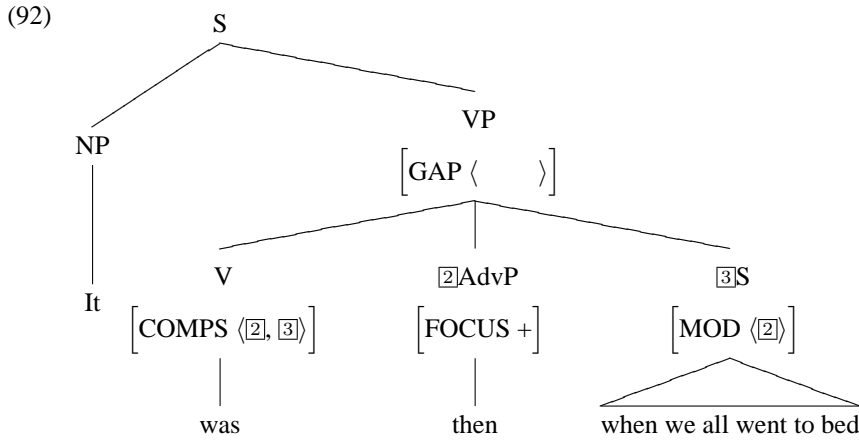 (92)
S
NP
VP
[GAP ⟨ ⟩]
It
V
[COMPS ⟨2, 3⟩]
2AdvP
[FOCUS +]
3S
[MOD ⟨2⟩]
was
then
when we all went to bed